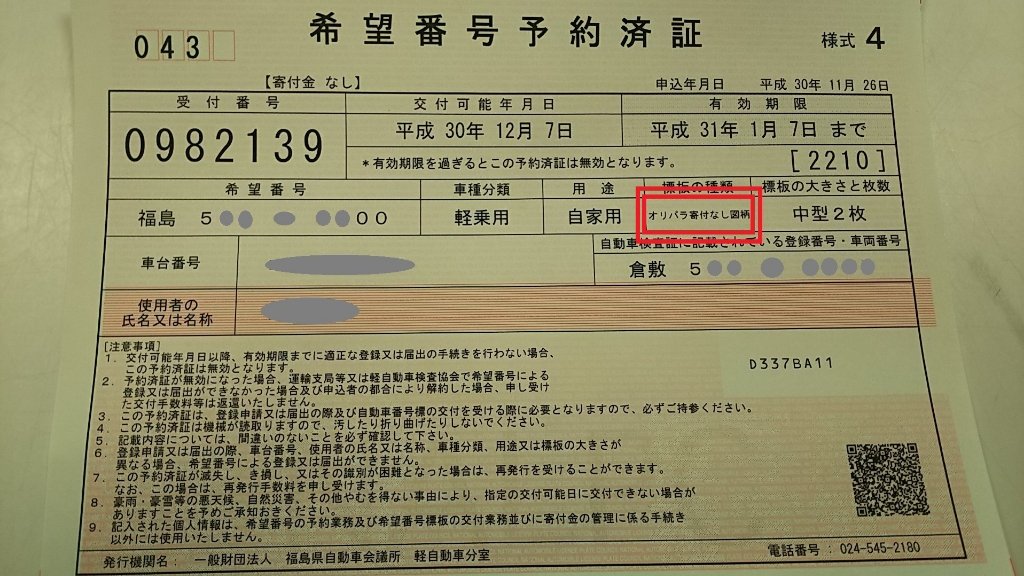 希望番号予約済証
043
様式 4
【寄付金 なし】
申込年月日 平成 30年 11月 26日
受付番号
交付可能年月日
有効期限
0982139
平成 30年 12月 7日
平成 31年 1月 7日 まで
*有効期限を過ぎるとこの予約済証は無効となります。
[2210]
希望番号
車種分類
用途
標板の種類
標板の大きさと枚数
福島 5 00
軽乗用
自家用
オリパラ寄付なし図柄
中型2枚
自動車検査証に記載されている登録番号・車両番号
車台番号
倉敷 5
使用者の
氏名又は名称
[注意事項]
1. 交付可能年月日以降、有効期限までに適正な登録又は届出の手続きを行わない場合、
この予約済証は無効となります。
2. 予約済証が無効になった場合、運輸支局等又は軽自動車検査協会で希望番号による
登録又は届出ができなかった場合及び申込者の都合により解約した場合、申し受け
た交付手数料等は返還いたしません。
3. この予約済証は、登録申請又は届出の際及び自動車番号標の交付を受ける際に必要となりますので、必ずご持参ください。
4. この予約済証は機械が読取りますので、汚したり折り曲げたりしないでください。
5. 記載内容については、間違いのないことを必ず確認して下さい。
6. 登録申請又は届出の際、車台番号、使用者の氏名又は名称、車種分類、用途又は標板の大きさが
異なる場合、希望番号による登録又は届出ができません。
7. この予約済証が滅失し、き損し、又はその識別が困難となった場合は、再発行を受けることができます。
なお、この場合は、再発行手数料を申し受けます。
8. 豪雨・豪雪等の悪天候、自然災害、その他やむを得ない事由により、指定の交付可能日に交付できない場合が
ありますことを予めご承知おきください。
9. 記入された個人情報は、希望番号の予約業務及び希望番号標板の交付業務並びに寄付金の管理に係る手続き
以外には使用いたしません。
D337BA11
発行機関名: 一般財団法人 福島県自動車会議所 軽自動車分室
電話番号: 024-545-2180